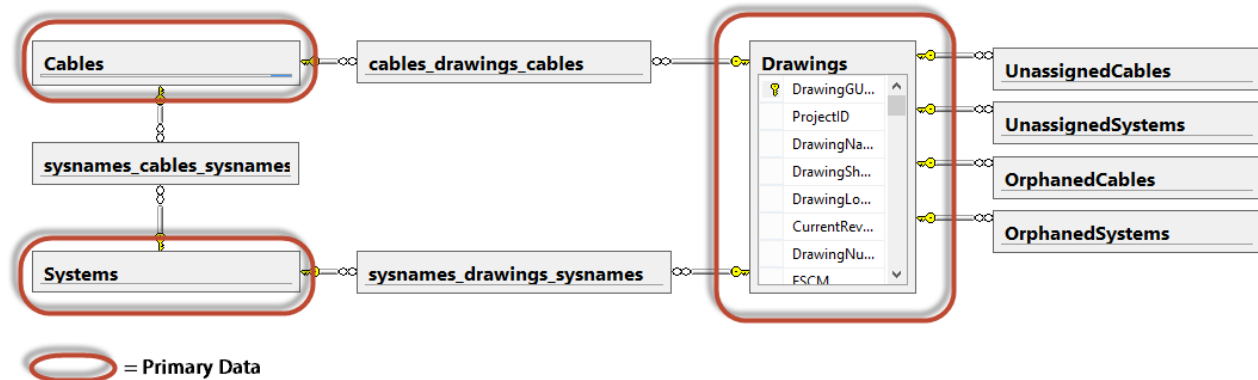 Cables
cables_drawings_cables
Drawings
DrawingGU...
ProjectID
DrawingNa...
DrawingSh...
DrawingLo...
CurrentRev...
DrawingNu...
FSCM
UnassignedCables
UnassignedSystems
OrphanedCables
OrphanedSystems
sysnames_cables_sysnames
Systems
sysnames_drawings_sysnames
= Primary Data